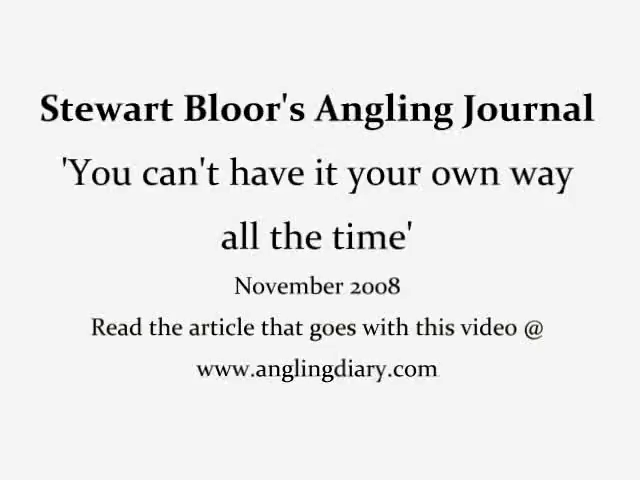 Stewart Bloor's Angling Journal
'You can't have it your own way
all the time'
November 2008
Read the article that goes with this video @
www.anglingdiary.com